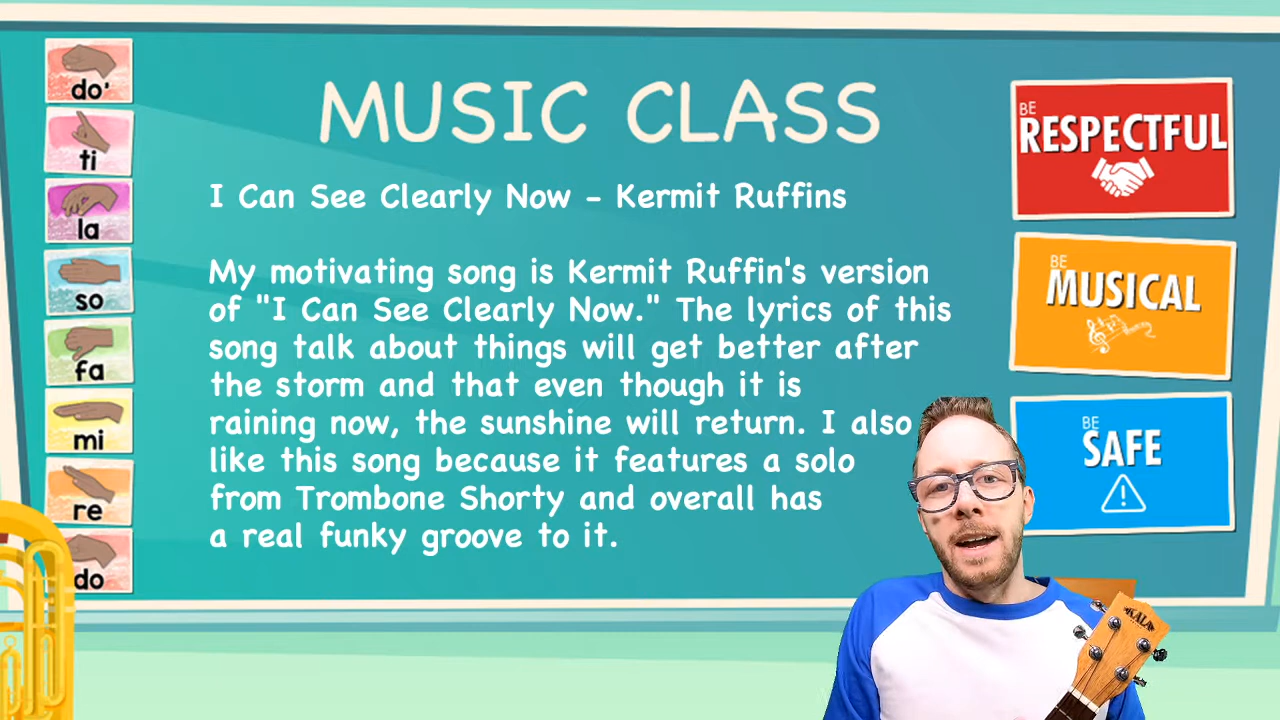 do'
ti
la
so
fa
mi
re
do
MUSIC CLASS
I Can See Clearly Now - Kermit Ruffins
My motivating song is Kermit Ruffin's version
of "I Can See Clearly Now." The lyrics of this
song talk about things will get better after
the storm and that even though it is
raining now, the sunshine will return. I also
like this song because it features a solo
from Trombone Shorty and overall has
a real funky groove to it.
BE
RESPECTFUL
BE
MUSICAL
BE
SAFE
KALA